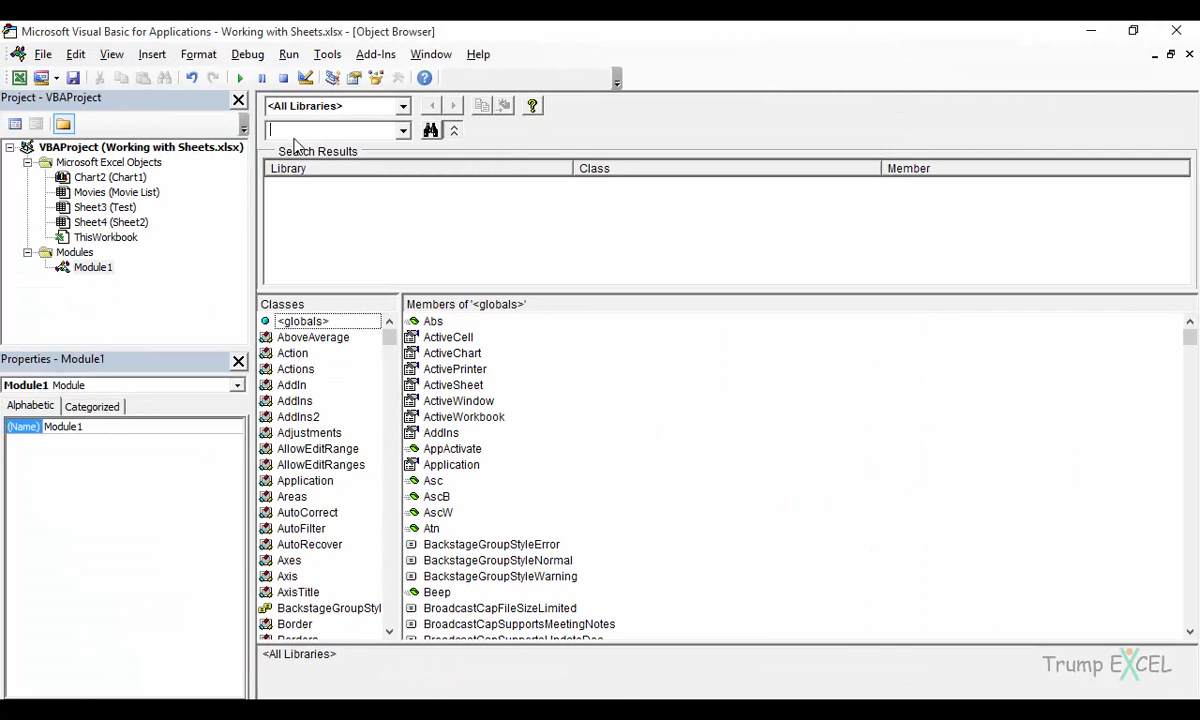 Microsoft Visual Basic for Applications - Working with Sheets.xlsx - [Object Browser]
File Edit View Insert Format Debug Run Tools Add-Ins Window Help
Project - VBAProject
VBAProject (Working with Sheets.xlsx)
Microsoft Excel Objects
Chart2 (Chart1)
Movies (Movie List)
Sheet3 (Test)
Sheet4 (Sheet2)
ThisWorkbook
Modules
Module1
Properties - Module1
Module1 Module
Alphabetic Categorized
(Name) Module1
<All Libraries>
Search Results
Library Class Member
Classes
<globals>
AboveAverage
Action
Actions
AddIn
AddIns
AddIns2
Adjustments
AllowEditRange
AllowEditRanges
Application
Areas
AutoCorrect
AutoFilter
AutoRecover
Axes
Axis
AxisTitle
BackstageGroupStyl
Border
Borders
Members of '<globals>'
Abs
ActiveCell
ActiveChart
ActivePrinter
ActiveSheet
ActiveWindow
ActiveWorkbook
AddIns
AppActivate
Application
Asc
AscB
AscW
Atn
BackstageGroupStyleError
BackstageGroupStyleNormal
BackstageGroupStyleWarning
Beep
BroadcastCapFileSizeLimited
BroadcastCapSupportsMeetingNotes
BroadcastCapSupportsUpdateDoc
<All Libraries>
Trump EXCEL